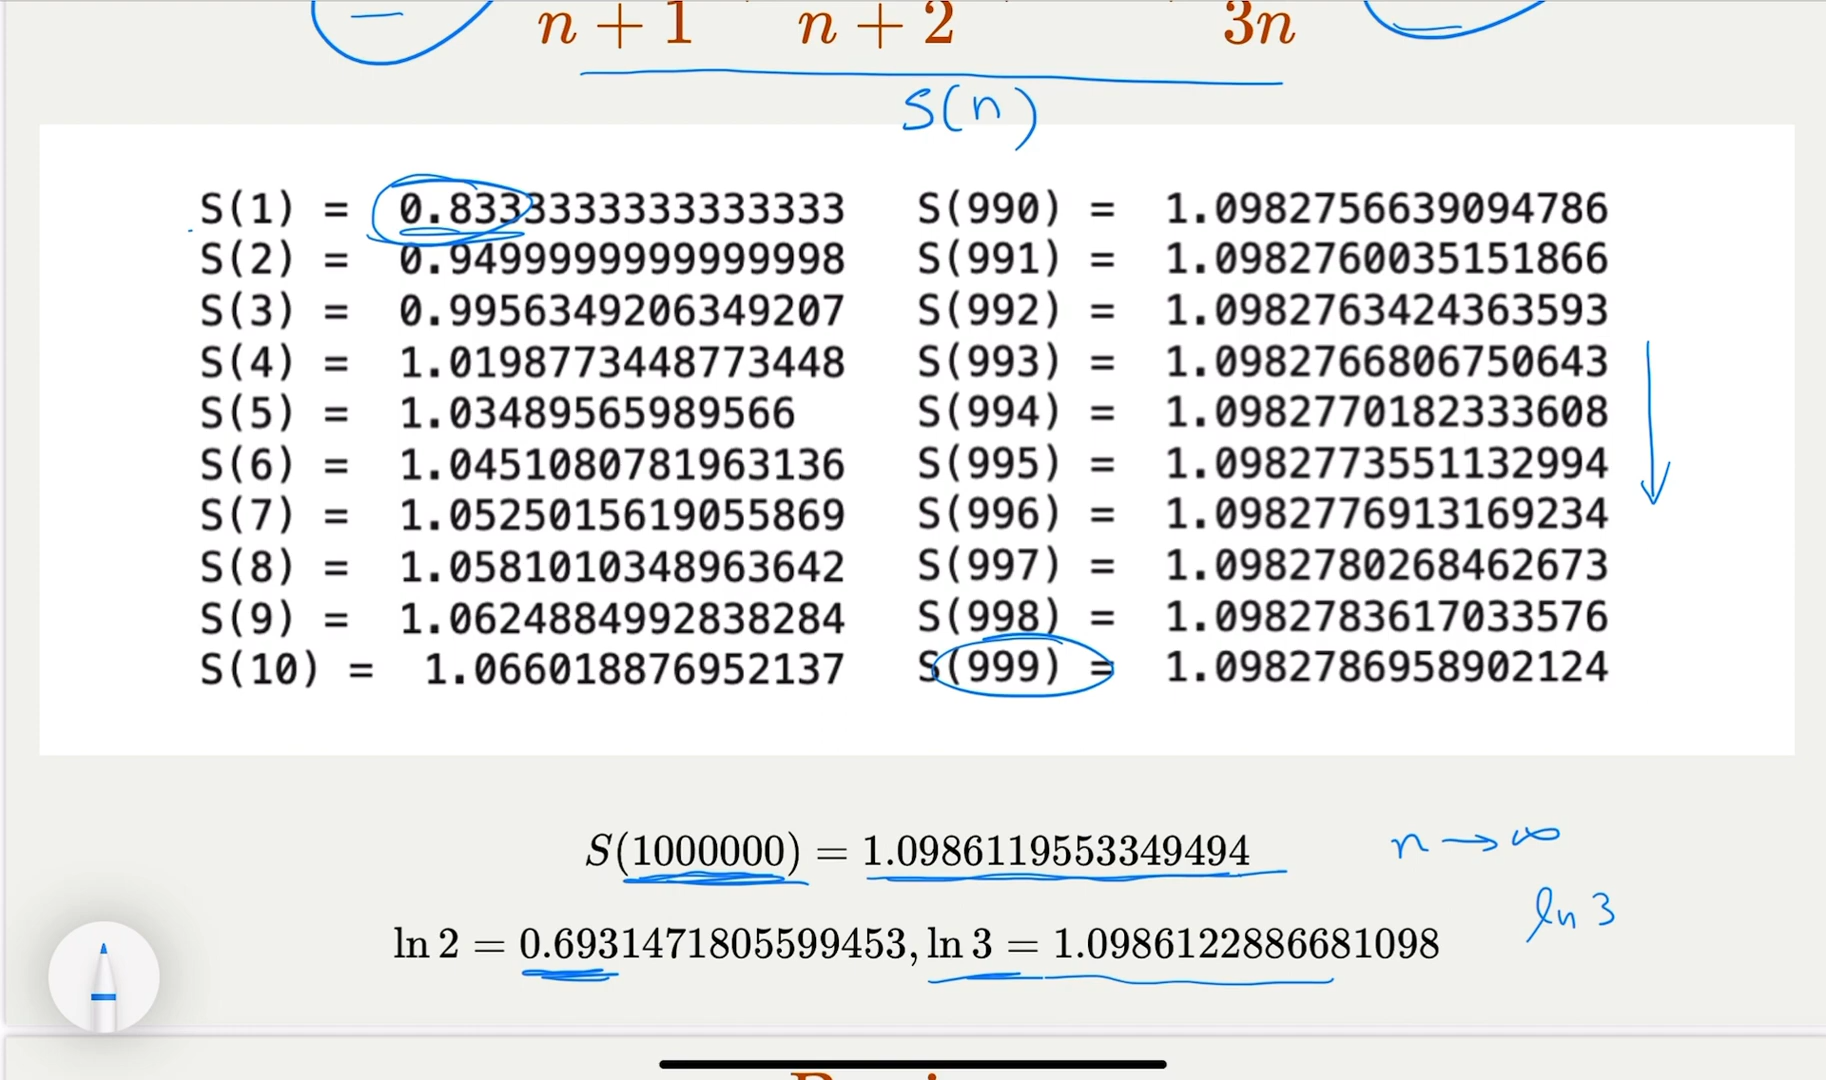 n + 1 n + 2 3n
S(n)
S(1) = 0.8333333333333333 S(990) = 1.0982756639094786
S(2) = 0.9499999999999998 S(991) = 1.0982760035151866
S(3) = 0.9956349206349207 S(992) = 1.0982763424363593
S(4) = 1.0198773448773448 S(993) = 1.0982766806750643
S(5) = 1.03489565989566 S(994) = 1.0982770182333608
S(6) = 1.0451080781963136 S(995) = 1.0982773551132994
S(7) = 1.0525015619055869 S(996) = 1.0982776913169234
S(8) = 1.0581010348963642 S(997) = 1.0982780268462673
S(9) = 1.0624884992838284 S(998) = 1.0982783617033576
S(10) = 1.066018876952137 S(999) = 1.0982786958902124
S(1000000) = 1.0986119553349494 n → ∞
ln 3
ln 2 = 0.6931471805599453, ln 3 = 1.0986122886681098